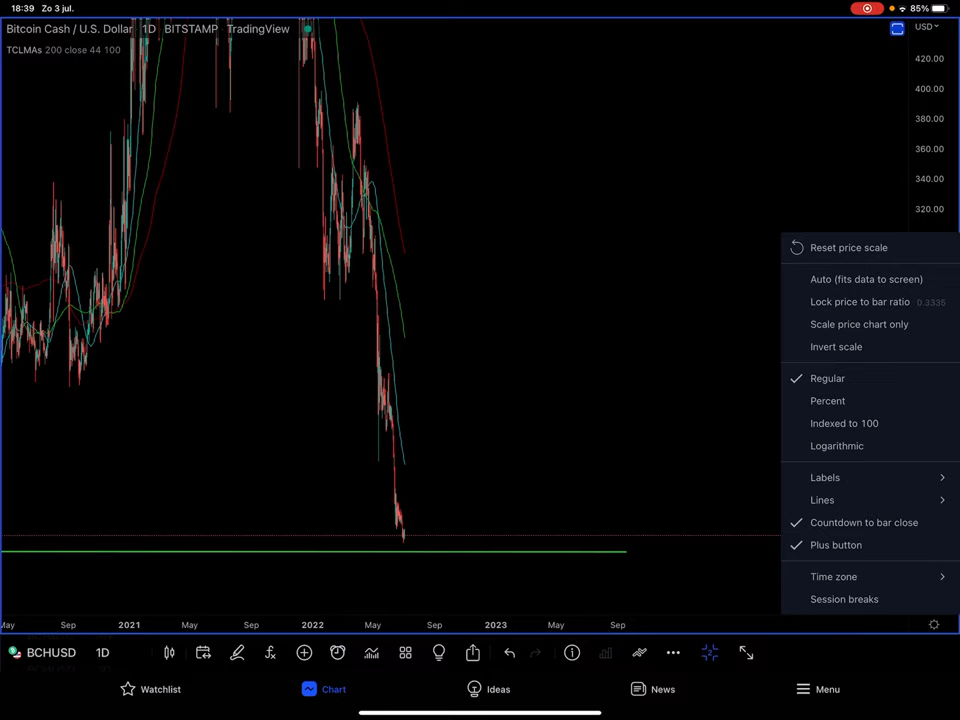 18:39 Zo 3 jul. 85%
Bitcoin Cash / U.S. Dollar · 1D · BITSTAMP · TradingView
USD
TCLMAs 200 close 44 100
420.00
400.00
380.00
360.00
340.00
320.00
Reset price scale
Auto (fits data to screen)
Lock price to bar ratio 0.3335
Scale price chart only
Invert scale
Regular
Percent
Indexed to 100
Logarithmic
Labels
Lines
Countdown to bar close
Plus button
Time zone
Session breaks
May Sep 2021 May Sep 2022 May Sep 2023 May Sep
BCHUSD 1D
Watchlist Chart Ideas News Menu